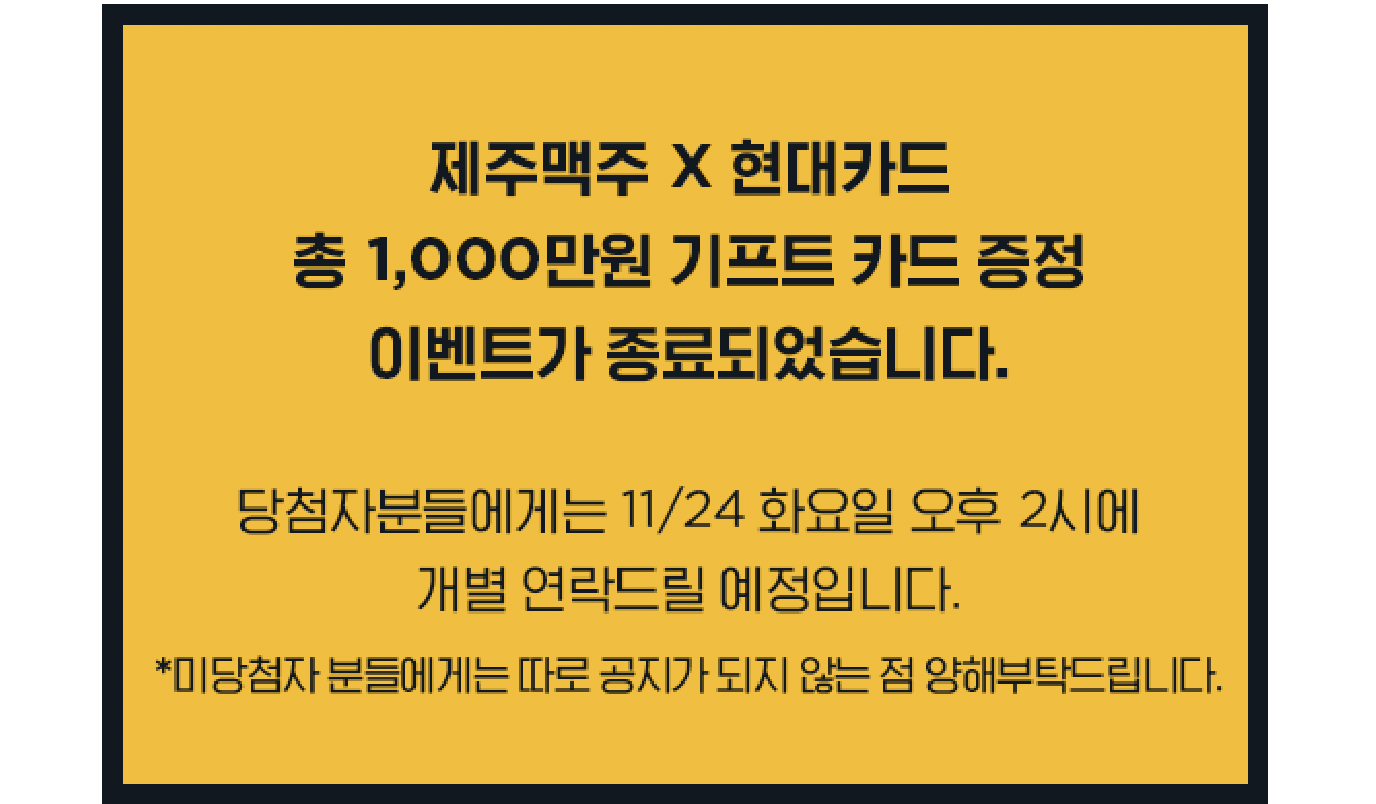 제주맥주 X 현대카드
총 1,000만원 기프트 카드 증정
이벤트가 종료되었습니다.
당첨자분들에게는 11/24 화요일 오후 2시에
개별 연락드릴 예정입니다.
*미당첨자 분들에게는 따로 공지가 되지 않는 점 양해부탁드립니다.